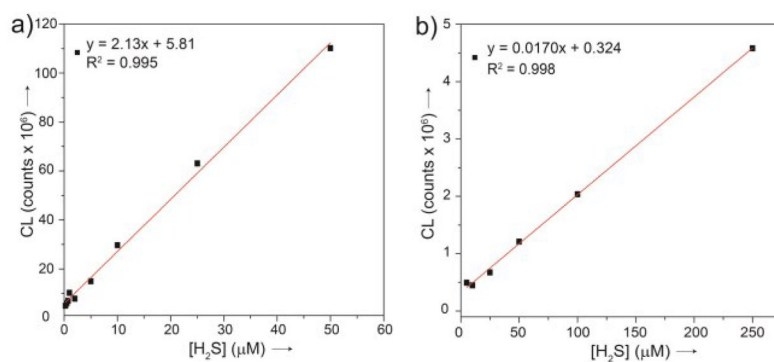 a)
y = 2.13x + 5.81
R² = 0.995
CL (counts x 10⁶) →
120
100
80
60
40
20
0
0 10 20 30 40 50 60
[H₂S] (μM) →
b)
y = 0.0170x + 0.324
R² = 0.998
CL (counts x 10⁶) →
5
4
3
2
1
0
0 50 100 150 200 250
[H₂S] (μM) →